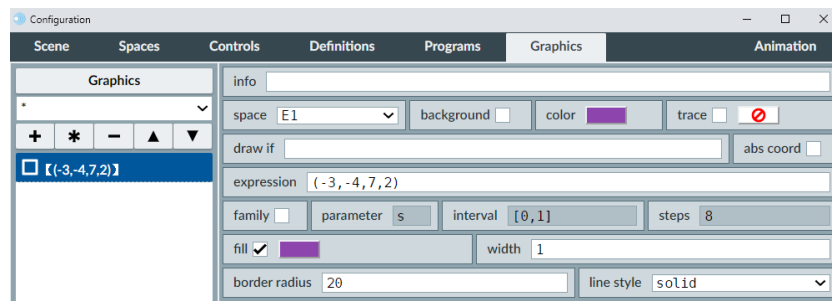 Configuration
Scene Spaces Controls Definitions Programs Graphics Animation
Graphics
*
+ * − ▲ ▼
【(-3,-4,7,2)】
info
space E1 background color trace
draw if abs coord
expression (-3,-4,7,2)
family parameter s interval [0,1] steps 8
fill width 1
border radius 20 line style solid